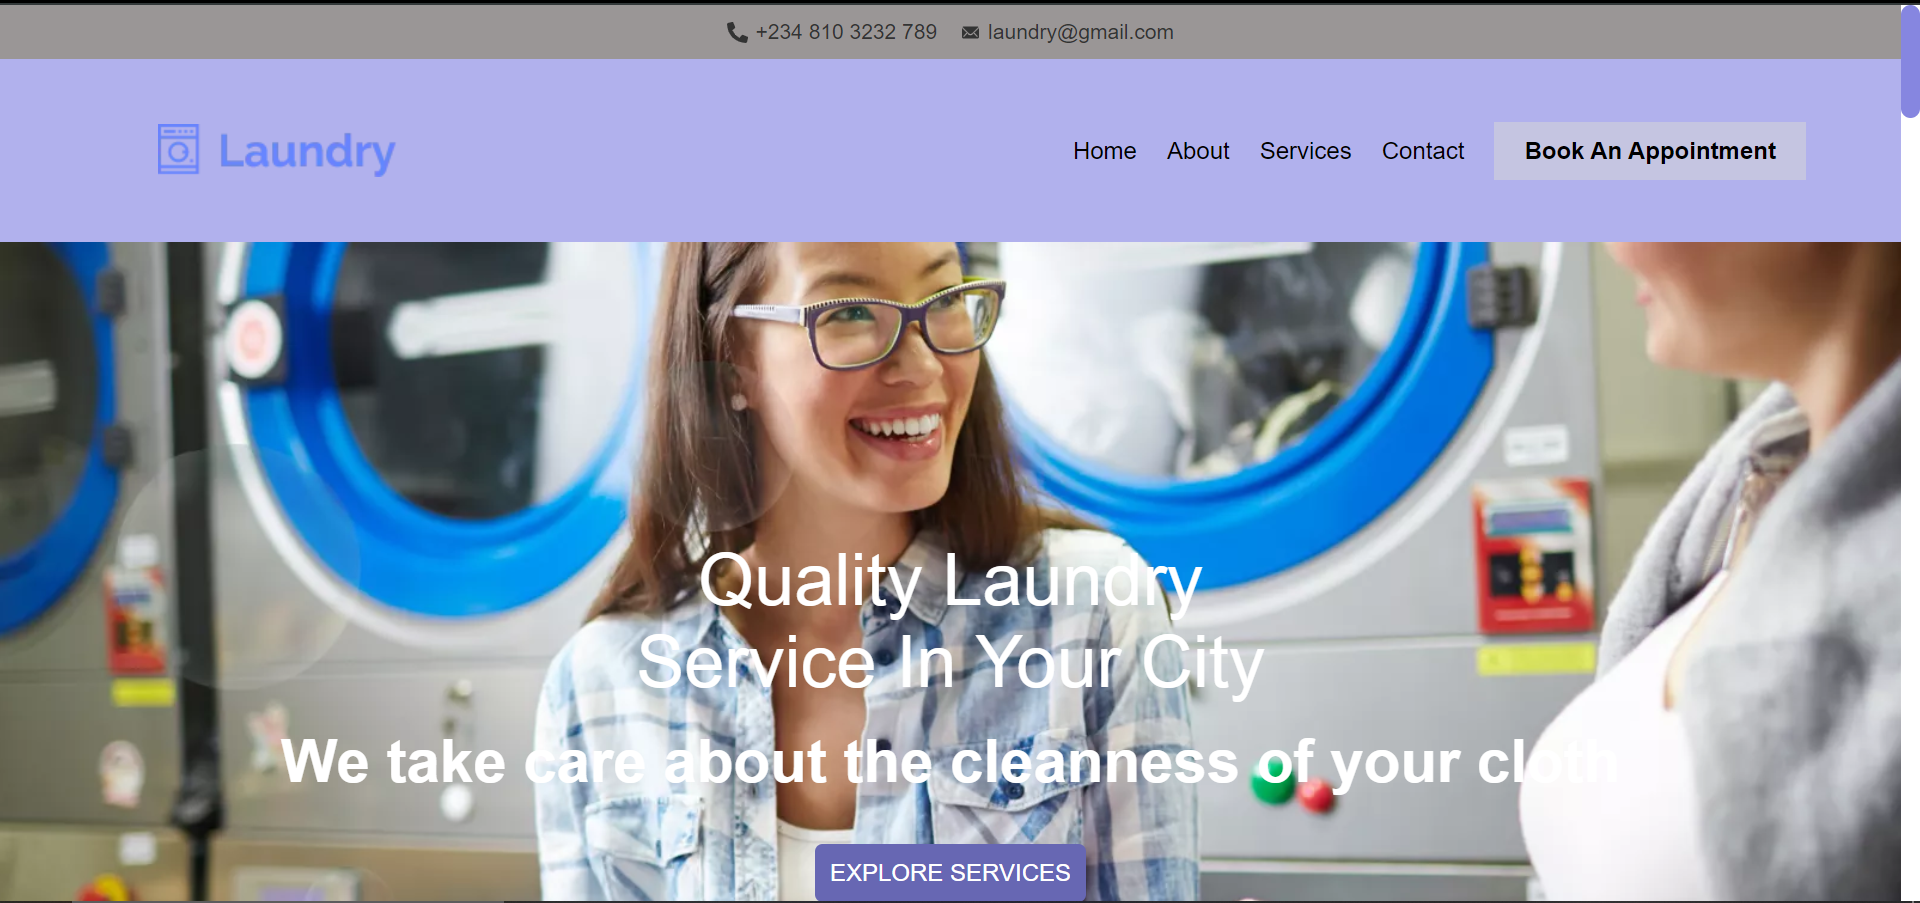 +234 810 3232 789 laundry@gmail.com
Laundry Home About Services Contact Book An Appointment
Quality Laundry
Service In Your City
We take care about the cleanness of your cloth
EXPLORE SERVICES